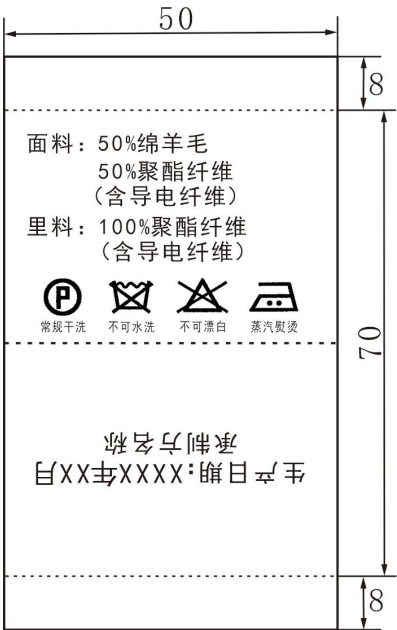 50
8
面料：50%绵羊毛
50%聚酯纤维
（含导电纤维）
里料：100%聚酯纤维
（含导电纤维）
P
常规干洗 不可水洗 不可漂白 蒸汽熨烫
70
生产日期：XXXX年XX月
承制方名称
8